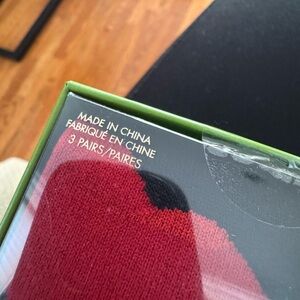 MADE IN CHINA
FABRIQUÉ EN CHINE
3 PAIRS/PAIRES